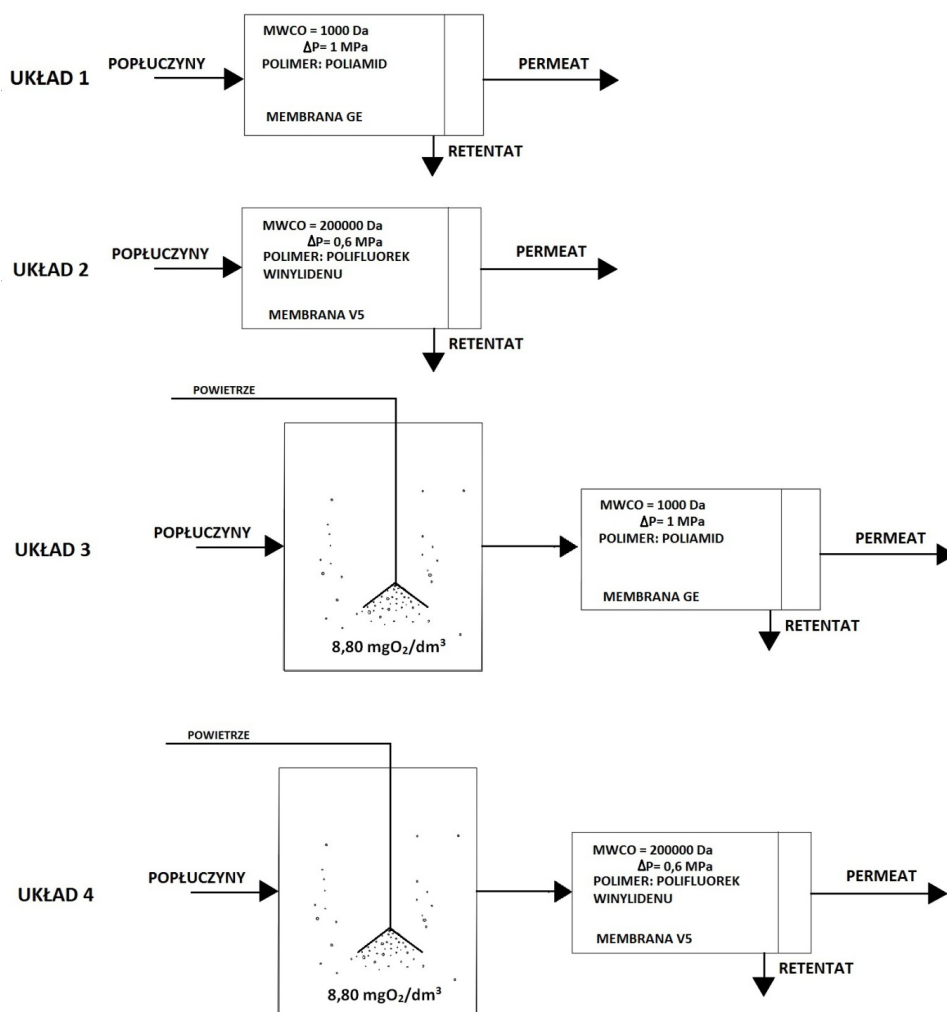 UKŁAD 1
POPŁUCZYNY
MWCO = 1000 Da
ΔP= 1 MPa
POLIMER: POLIAMID
MEMBRANA GE
PERMEAT
RETENTAT
UKŁAD 2
POPŁUCZYNY
MWCO = 200000 Da
ΔP= 0,6 MPa
POLIMER: POLIFLUOREK
WINYLIDENU
MEMBRANA V5
PERMEAT
RETENTAT
POWIETRZE
UKŁAD 3
POPŁUCZYNY
8,80 mgO₂/dm³
MWCO = 1000 Da
ΔP= 1 MPa
POLIMER: POLIAMID
MEMBRANA GE
PERMEAT
RETENTAT
POWIETRZE
UKŁAD 4
POPŁUCZYNY
8,80 mgO₂/dm³
MWCO = 200000 Da
ΔP= 0,6 MPa
POLIMER: POLIFLUOREK
WINYLIDENU
MEMBRANA V5
PERMEAT
RETENTAT